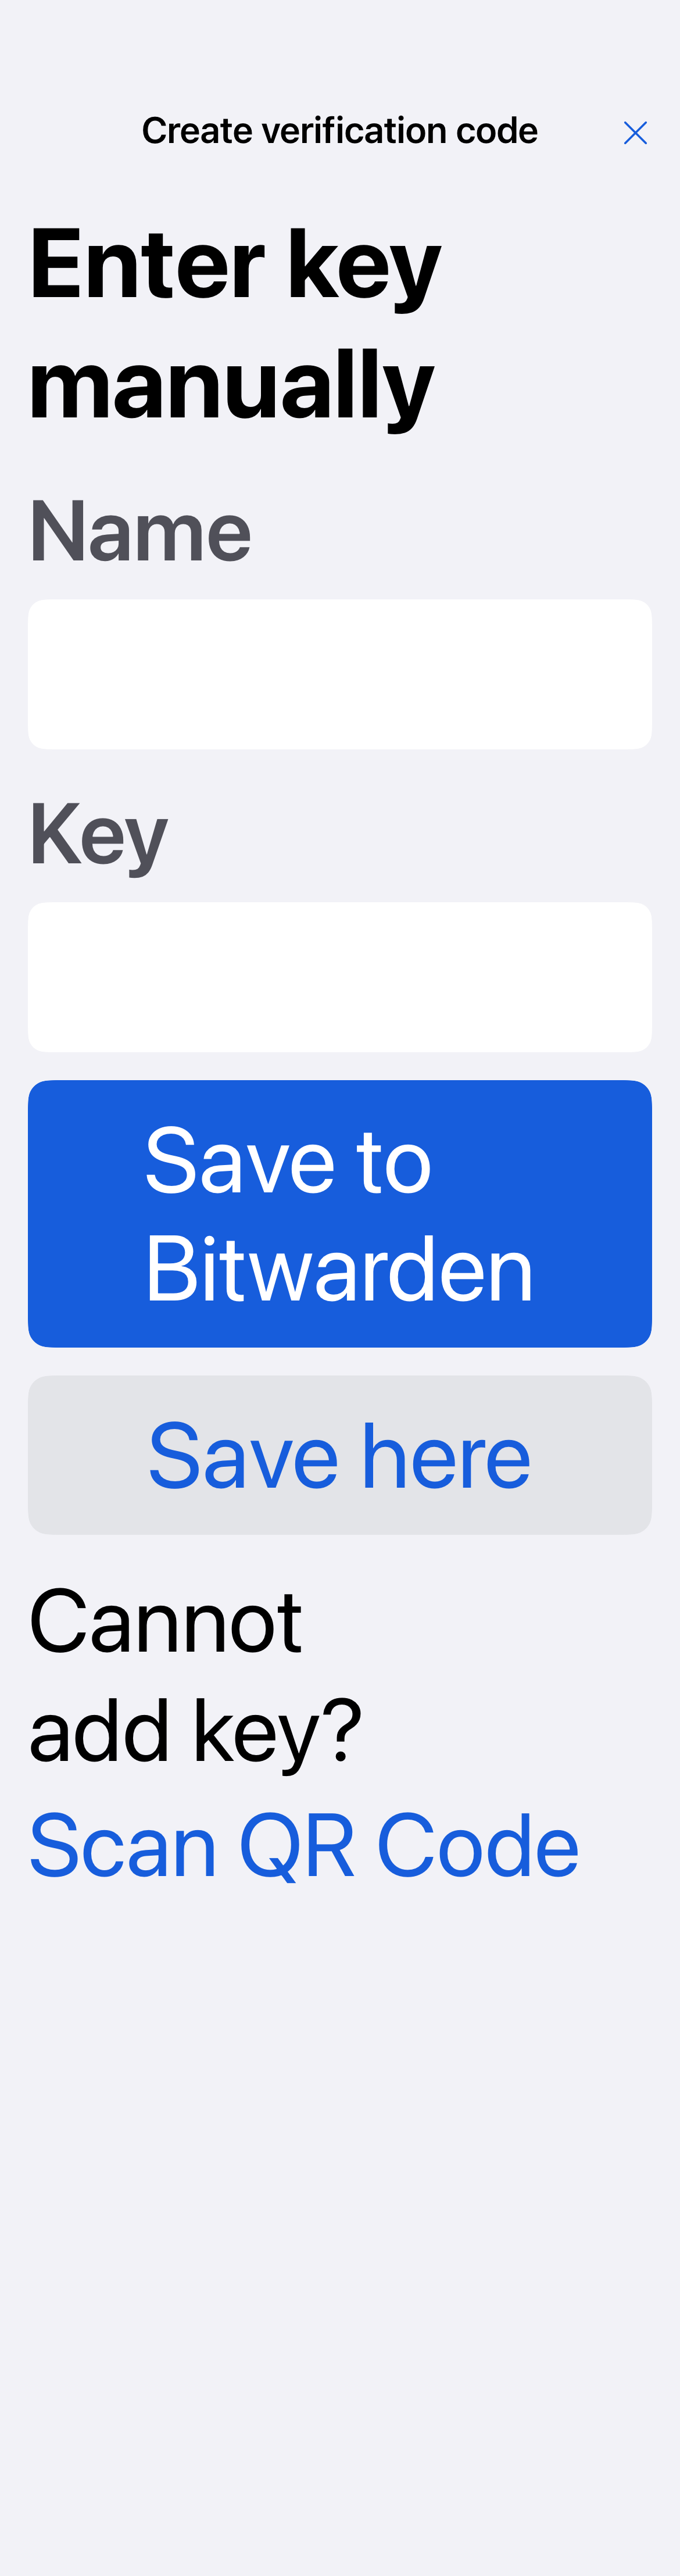 Create verification code
Enter key
manually
Name
Key
Save to
Bitwarden
Save here
Cannot
add key?
Scan QR Code